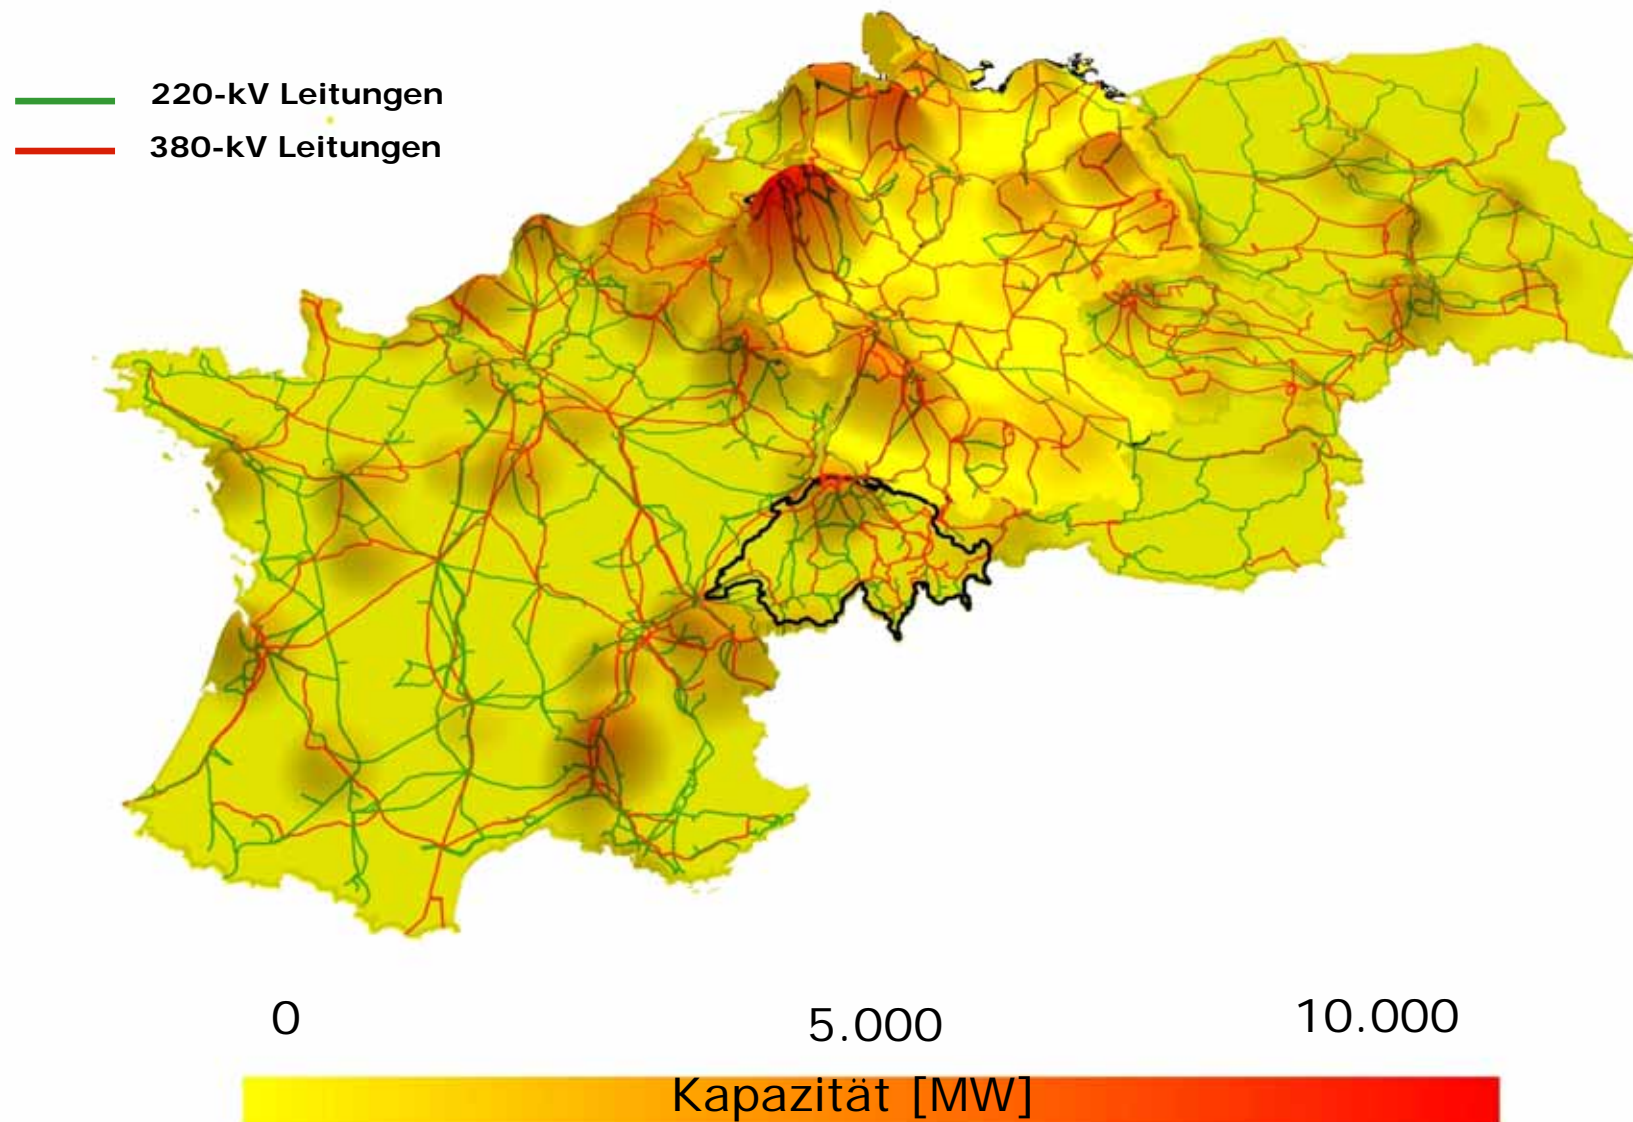 220-kV Leitungen
380-kV Leitungen
0
5.000
10.000
Kapazität [MW]